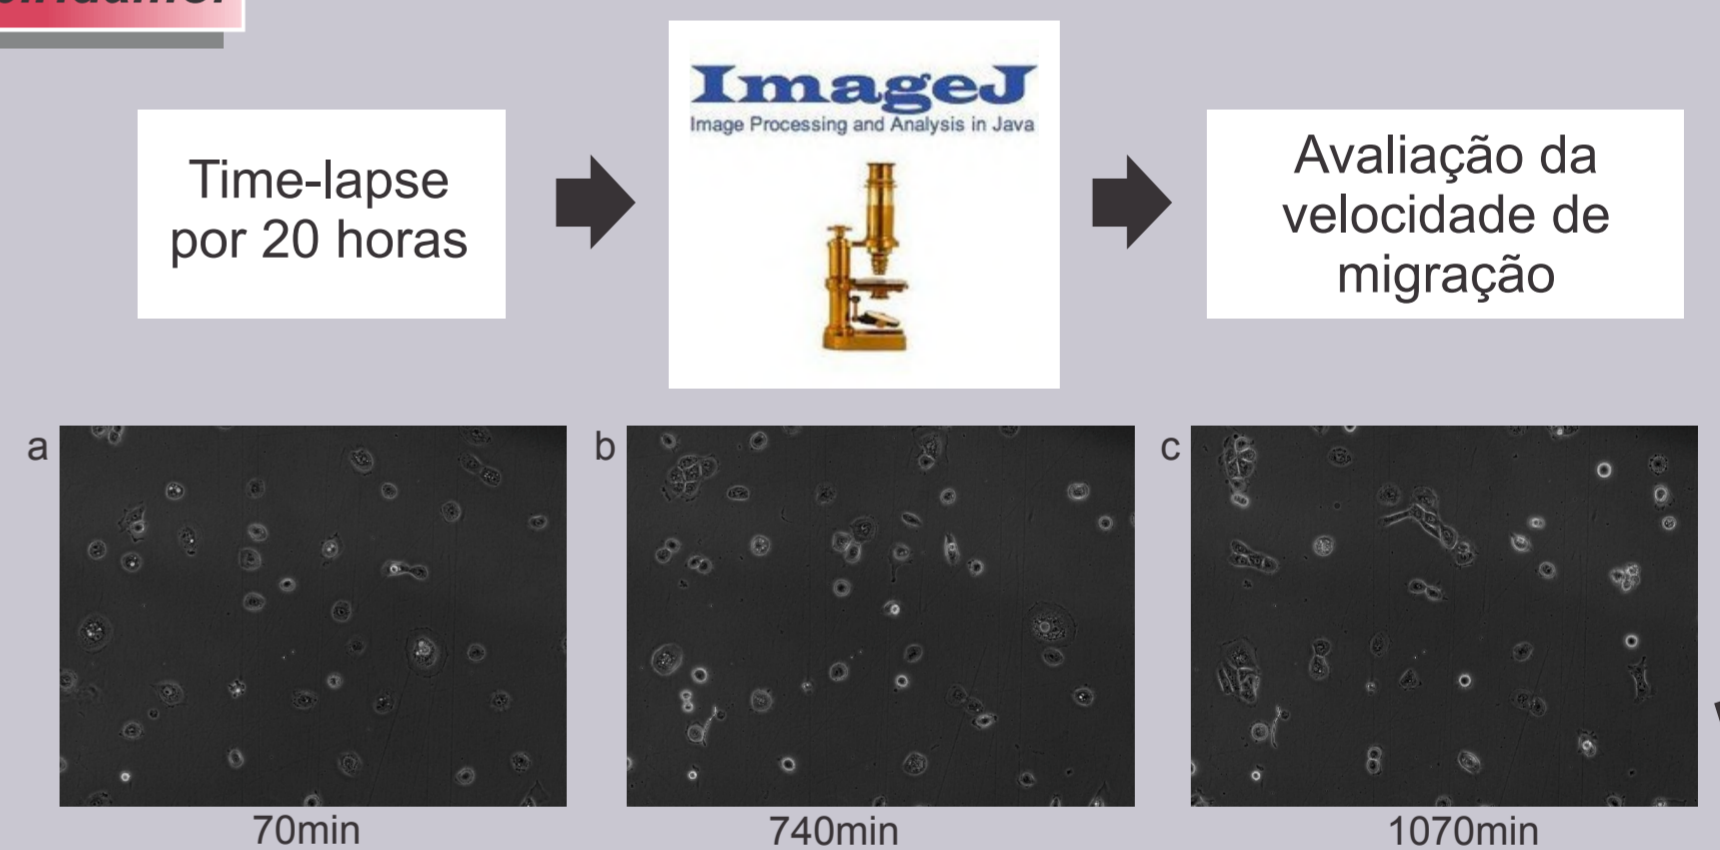 ImageJ
Image Processing and Analysis in Java
Time-lapse
por 20 horas
Avaliação da
velocidade de
migração
a
b
c
70min
740min
1070min